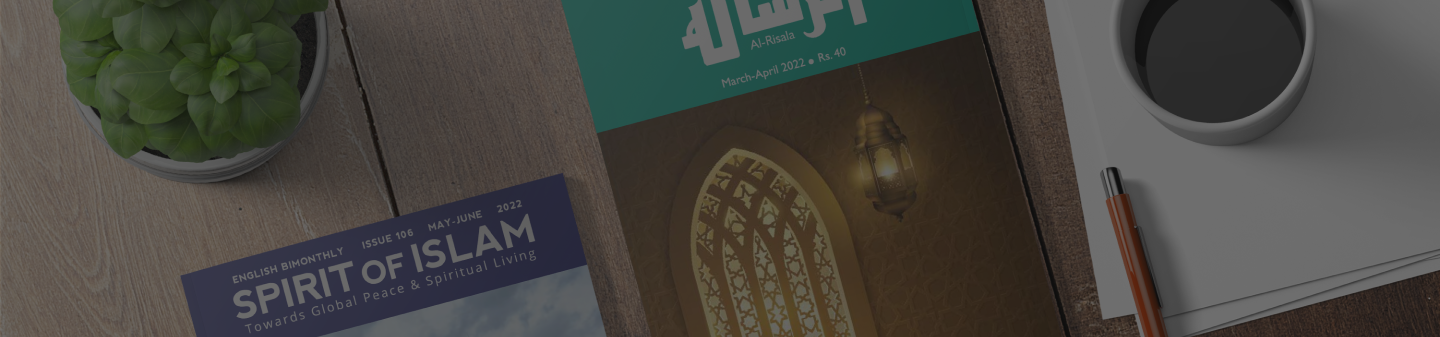 ENGLISH BIMONTHLY ISSUE 106 MAY-JUNE 2022
SPIRIT OF ISLAM
Towards Global Peace & Spiritual Living
الرسالہ
Al-Risala
March-April 2022 ● Rs. 40